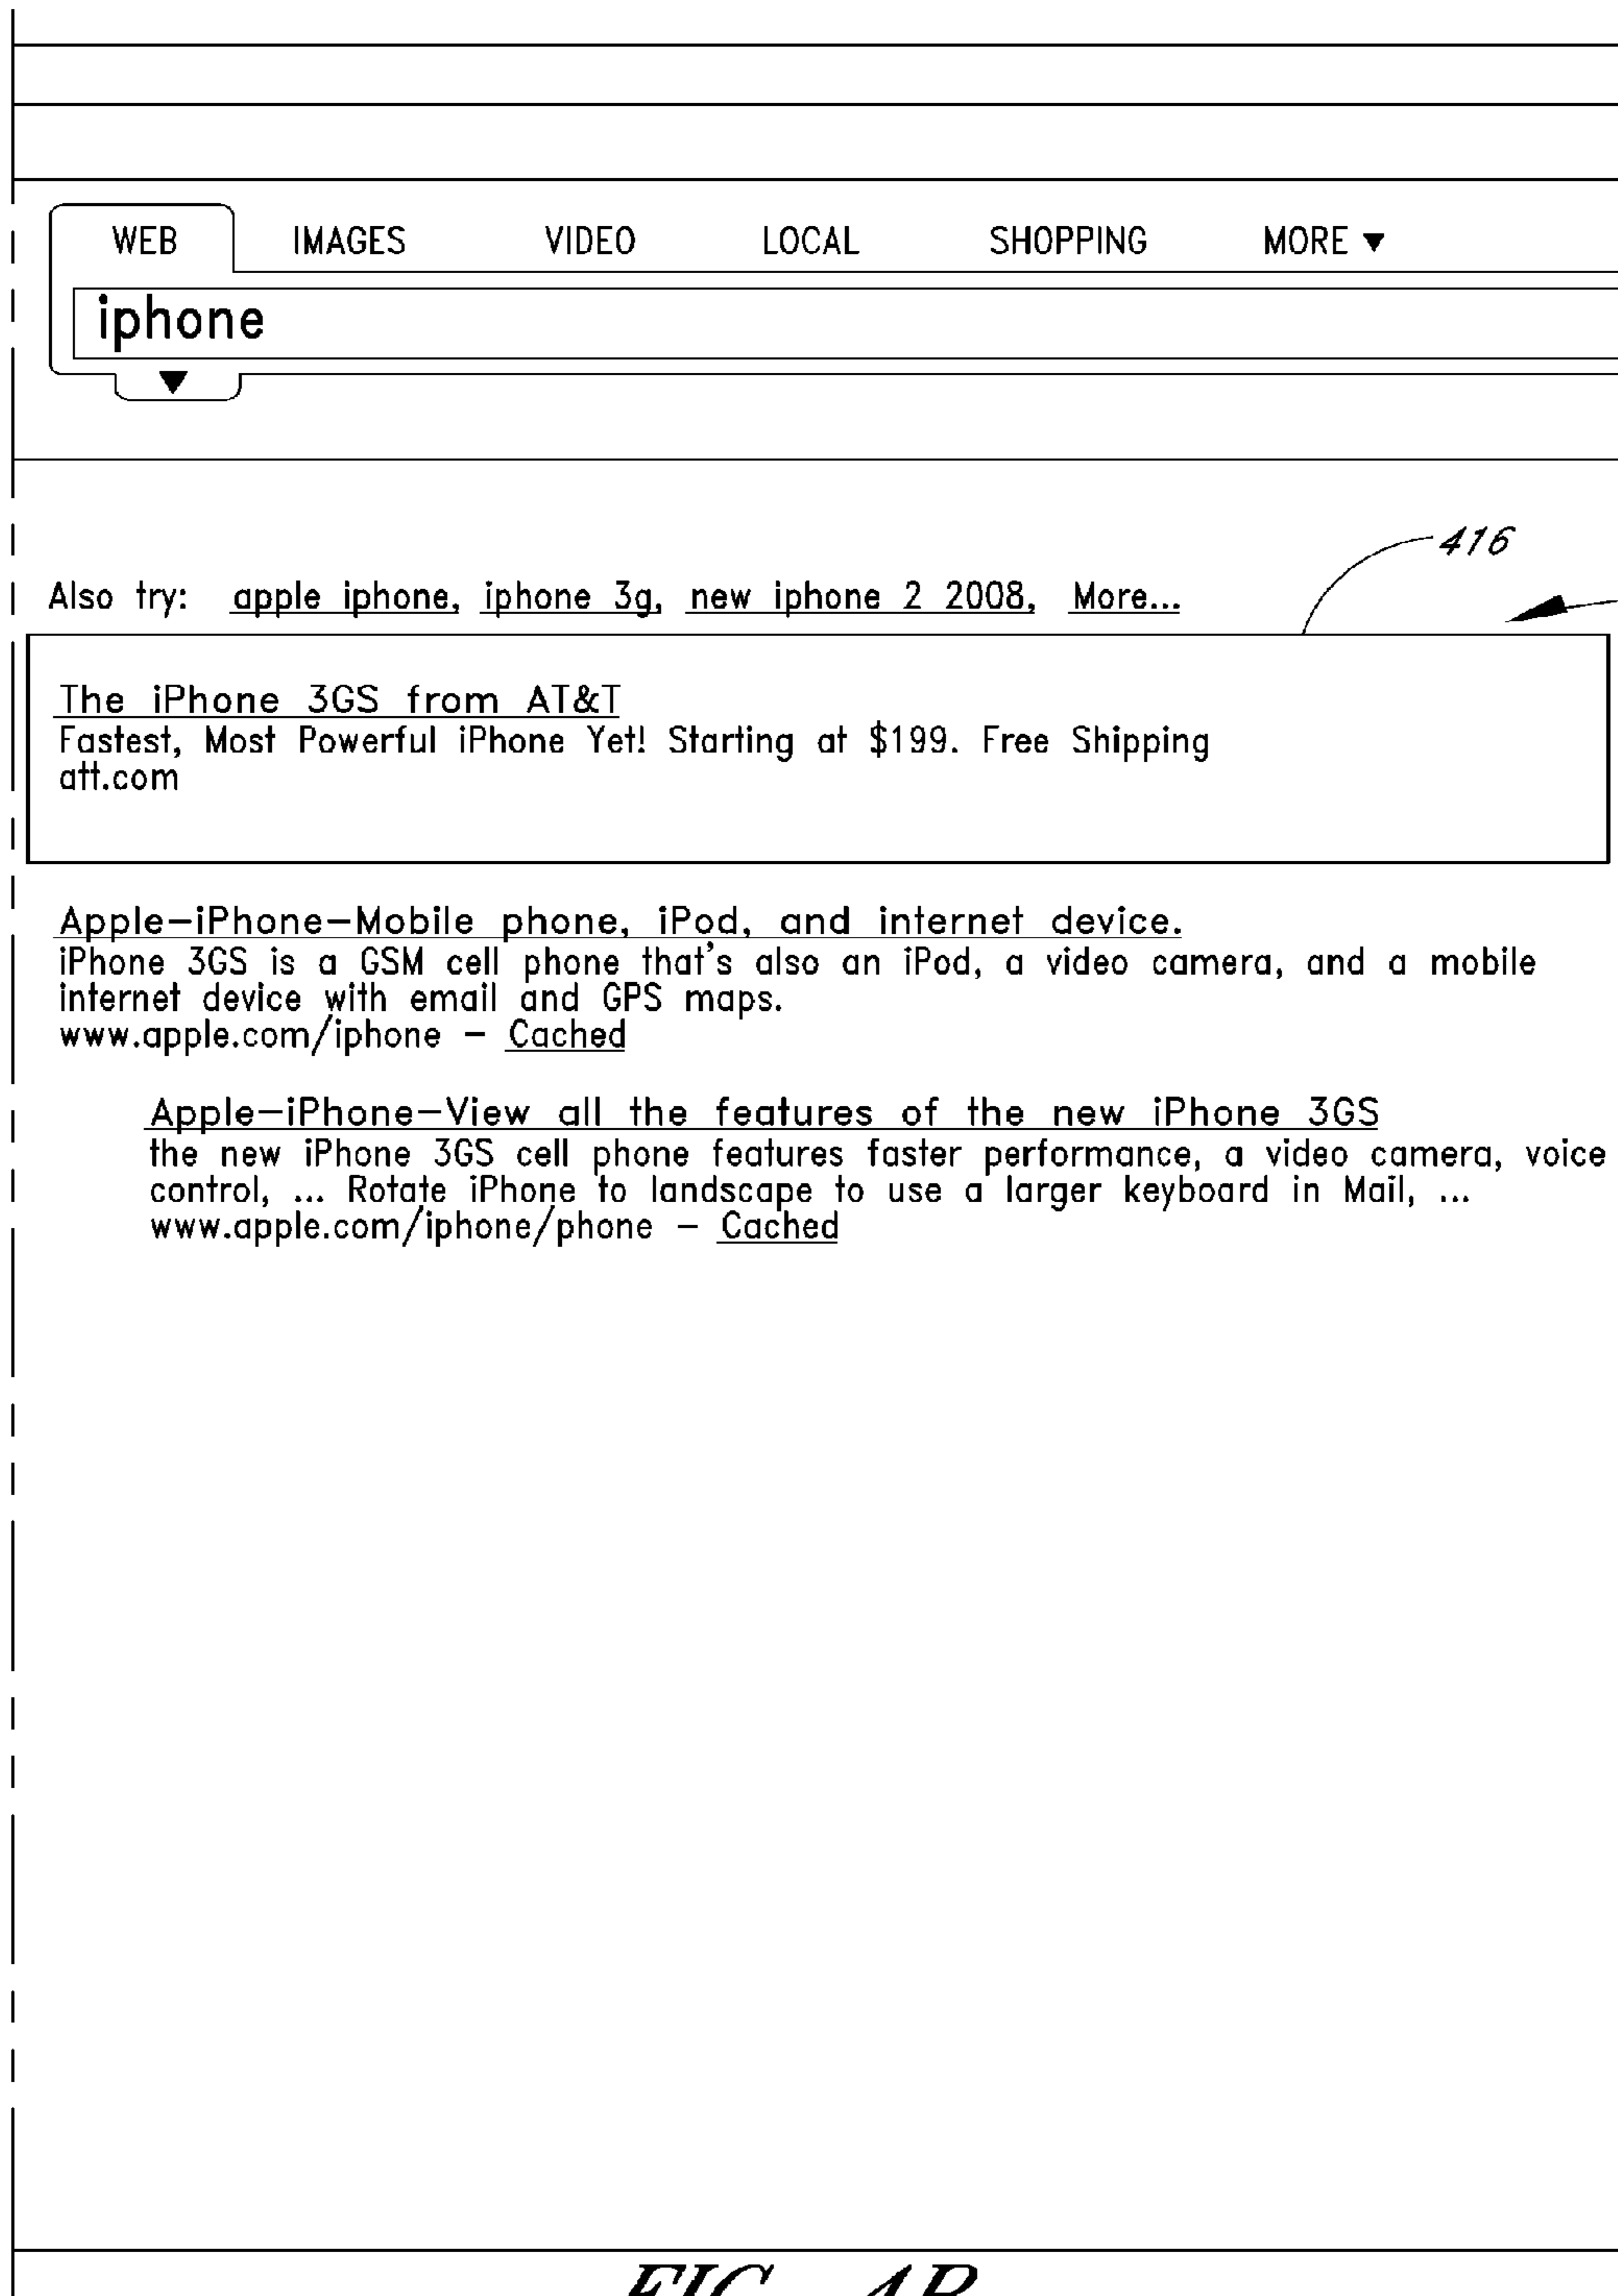 WEB IMAGES VIDEO LOCAL SHOPPING MORE ▼
iphone
416
Also try: apple iphone, iphone 3g, new iphone 2 2008, More...
The iPhone 3GS from AT&T
Fastest, Most Powerful iPhone Yet! Starting at $199. Free Shipping
att.com
Apple-iPhone-Mobile phone, iPod, and internet device.
iPhone 3GS is a GSM cell phone that's also an iPod, a video camera, and a mobile
internet device with email and GPS maps.
www.apple.com/iphone - Cached
Apple-iPhone-View all the features of the new iPhone 3GS
the new iPhone 3GS cell phone features faster performance, a video camera, voice
control, ... Rotate iPhone to landscape to use a larger keyboard in Mail, ...
www.apple.com/iphone/phone - Cached
FIG. 4B